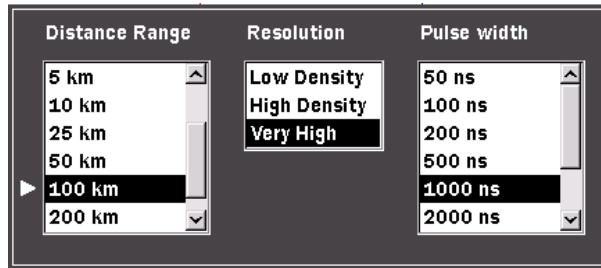 Distance Range
5 km
10 km
25 km
50 km
100 km
200 km
Resolution
Low Density
High Density
Very High
Pulse width
50 ns
100 ns
200 ns
500 ns
1000 ns
2000 ns